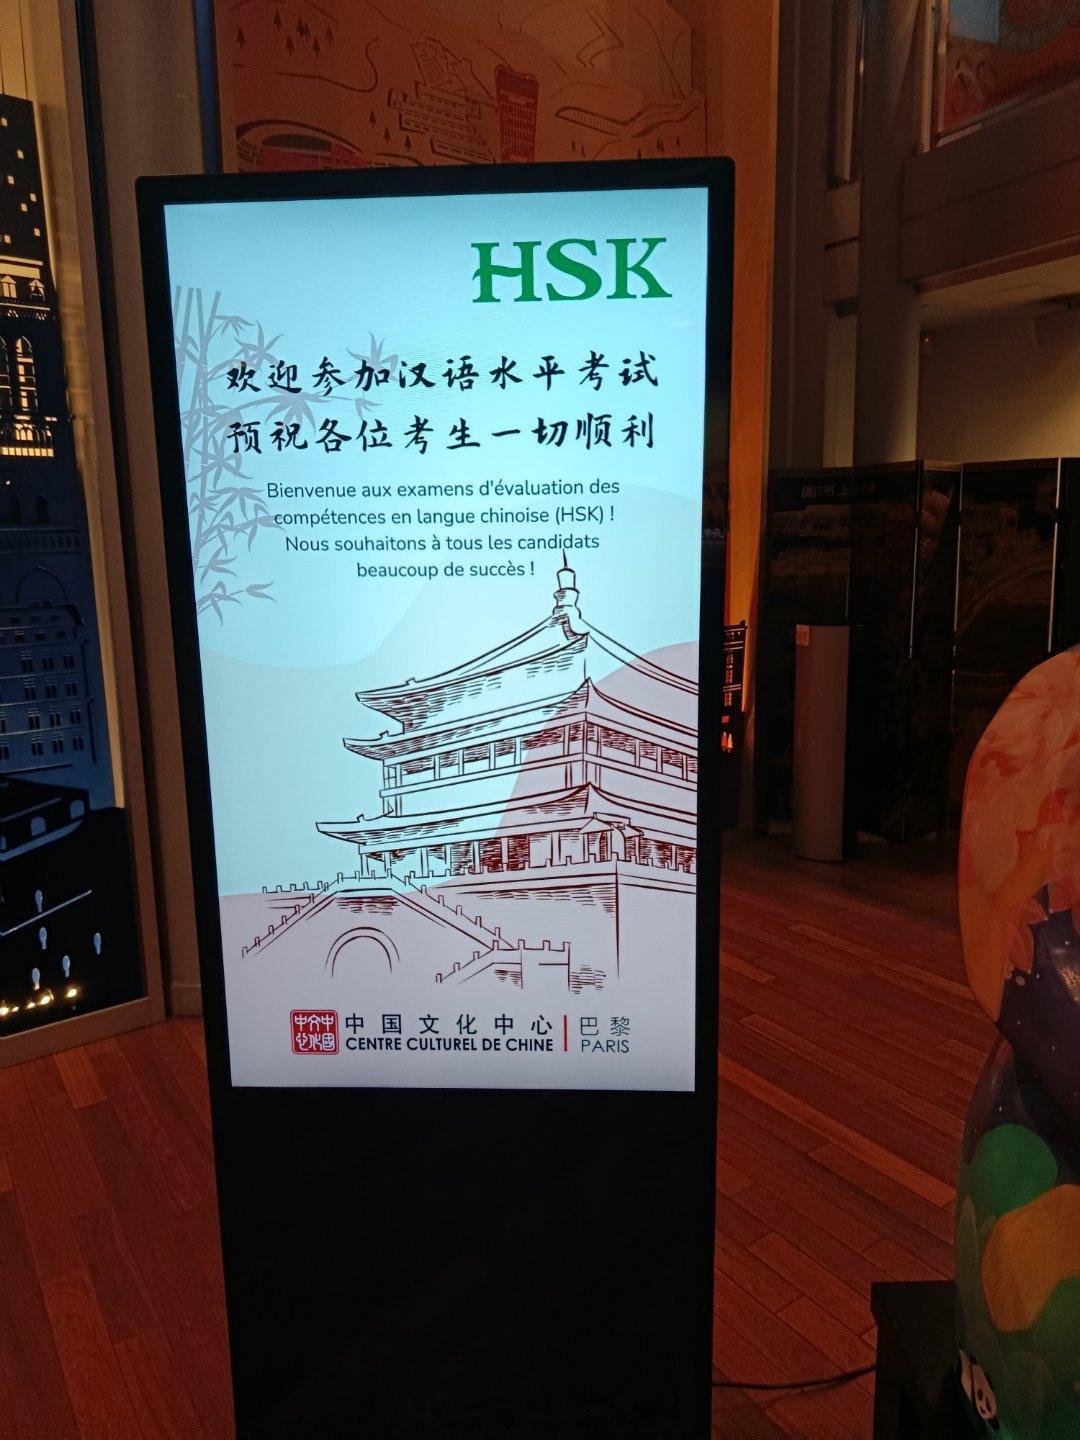 HSK
欢迎参加汉语水平考试
预祝各位考生一切顺利
Bienvenue aux examens d'évaluation des
compétences en langue chinoise (HSK) !
Nous souhaitons à tous les candidats
beaucoup de succès !
中国文化中心
CENTRE CULTUREL DE CHINE
巴黎
PARIS